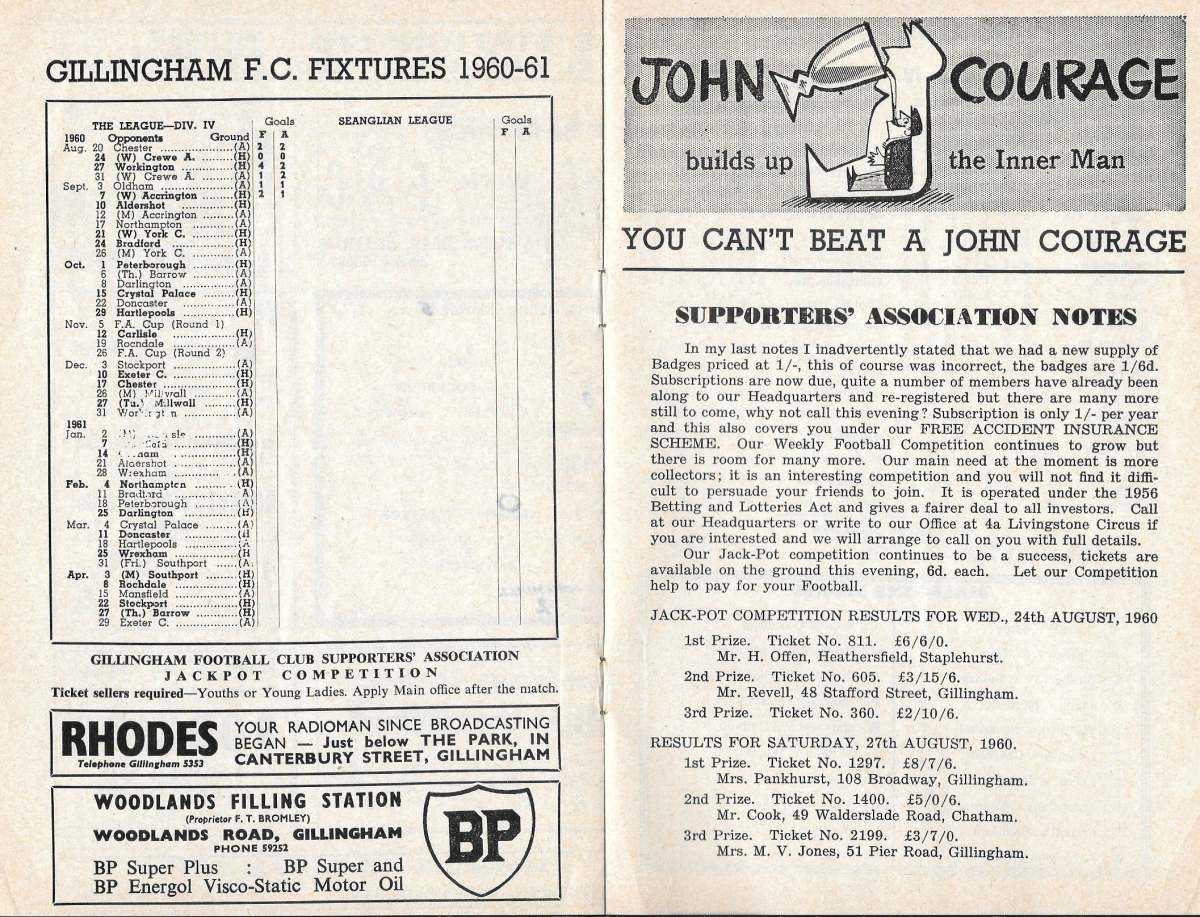 GILLINGHAM F.C. FIXTURES 1960-61
THE LEAGUE—DIV. IV Goals SEANGLIAN LEAGUE Goals
1960 Opponents Ground F A F A
Aug. 20 Chester (A) 2 2
24 (W) Crewe A. (H) 0 0
27 Workington (H) 4 2
31 (W) Crewe A. (A) 1 2
Sept. 3 Oldham (A) 1 1
7 (W) Accrington (H) 2 1
10 Aldershot (H)
12 (M) Accrington (A)
17 Northampton (A)
21 (W) York C. (H)
24 Bradford (H)
26 (M) York C. (A)
Oct. 1 Peterborough (H)
6 (Th.) Barrow (A)
8 Darlington (A)
15 Crystal Palace (H)
22 Doncaster (A)
29 Hartlepools (H)
Nov. 5 F.A. Cup (Round 1)
12 Carlisle (H)
19 Rocndale (A)
26 F.A. Cup (Round 2)
Dec. 3 Stockport (A)
10 Exeter C. (H)
17 Chester (H)
26 (M) Millwall (A)
27 (Tu.) Millwall (H)
31 (A)
1961
Jan. 2 (A)
7 (H)
14 (H)
21 Aldershot (A)
28 Wrexham (A)
Feb. 4 Northampton (H)
11 Bradford A)
18 Peterborough (A)
25 Darlington (H)
Mar. 4 Crystal Palace (A)
11 Doncaster (H
18 Hartlepools (A
25 Wrexham (H
31 (Fri.) Southport (A
Apr. 3 (M) Southport (H)
8 Rochdale (H)
15 Mansfield (A)
22 Stockport (H)
27 (Th.) Barrow (H)
29 Exeter C. (A)
GILLINGHAM FOOTBALL CLUB SUPPORTERS' ASSOCIATION
JACKPOT COMPETITION
Ticket sellers required—Youths or Young Ladies. Apply Main office after the match.
RHODES
Telephone Gillingham 5353
YOUR RADIOMAN SINCE BROADCASTING
BEGAN — Just below THE PARK, IN
CANTERBURY STREET, GILLINGHAM
WOODLANDS FILLING STATION
(Proprietor F. T. BROMLEY)
WOODLANDS ROAD, GILLINGHAM
PHONE 59252
BP Super Plus : BP Super and
BP Energol Visco-Static Motor Oil
BP
JOHN COURAGE
builds up the Inner Man
YOU CAN'T BEAT A JOHN COURAGE
SUPPORTERS' ASSOCIATION NOTES
In my last notes I inadvertently stated that we had a new supply of
Badges priced at 1/-, this of course was incorrect, the badges are 1/6d.
Subscriptions are now due, quite a number of members have already been
along to our Headquarters and re-registered but there are many more
still to come, why not call this evening? Subscription is only 1/- per year
and this also covers you under our FREE ACCIDENT INSURANCE
SCHEME. Our Weekly Football Competition continues to grow but
there is room for many more. Our main need at the moment is more
collectors; it is an interesting competition and you will not find it diffi-
cult to persuade your friends to join. It is operated under the 1956
Betting and Lotteries Act and gives a fairer deal to all investors. Call
at our Headquarters or write to our Office at 4a Livingstone Circus if
you are interested and we will arrange to call on you with full details.
Our Jack-Pot competition continues to be a success, tickets are
available on the ground this evening, 6d. each. Let our Competition
help to pay for your Football.
JACK-POT COMPETITION RESULTS FOR WED., 24th AUGUST, 1960
1st Prize. Ticket No. 811. £6/6/0.
Mr. H. Offen, Heathersfield, Staplehurst.
2nd Prize. Ticket No. 605. £3/15/6.
Mr. Revell, 48 Stafford Street, Gillingham.
3rd Prize. Ticket No. 360. £2/10/6.
RESULTS FOR SATURDAY, 27th AUGUST, 1960.
1st Prize. Ticket No. 1297. £8/7/6.
Mrs. Pankhurst, 108 Broadway, Gillingham.
2nd Prize. Ticket No. 1400. £5/0/6.
Mr. Cook, 49 Walderslade Road, Chatham.
3rd Prize. Ticket No. 2199. £3/7/0.
Mrs. M. V. Jones, 51 Pier Road, Gillingham.